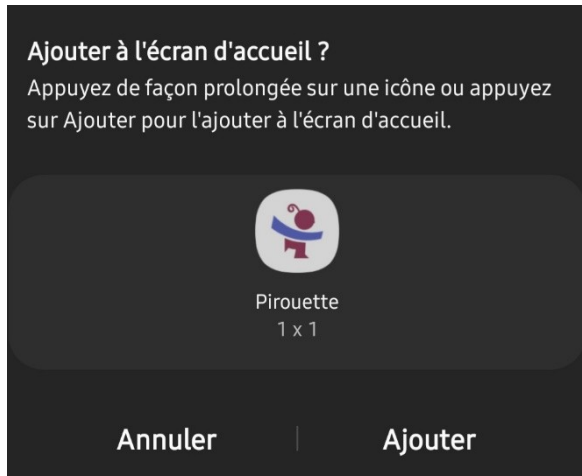 Ajouter à l'écran d'accueil ?
Appuyez de façon prolongée sur une icône ou appuyez
sur Ajouter pour l'ajouter à l'écran d'accueil.
Pirouette
1 x 1
Annuler
Ajouter